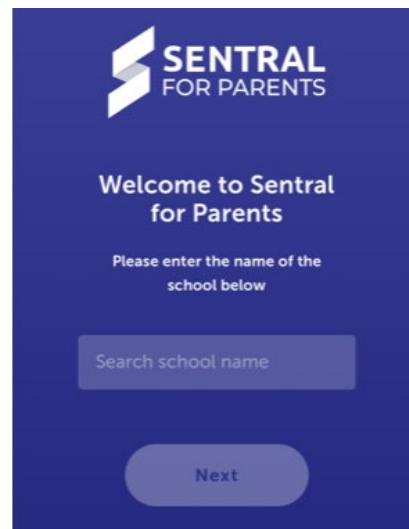 SENTRAL
FOR PARENTS
Welcome to Sentral
for Parents
Please enter the name of the
school below
Search school name
Next